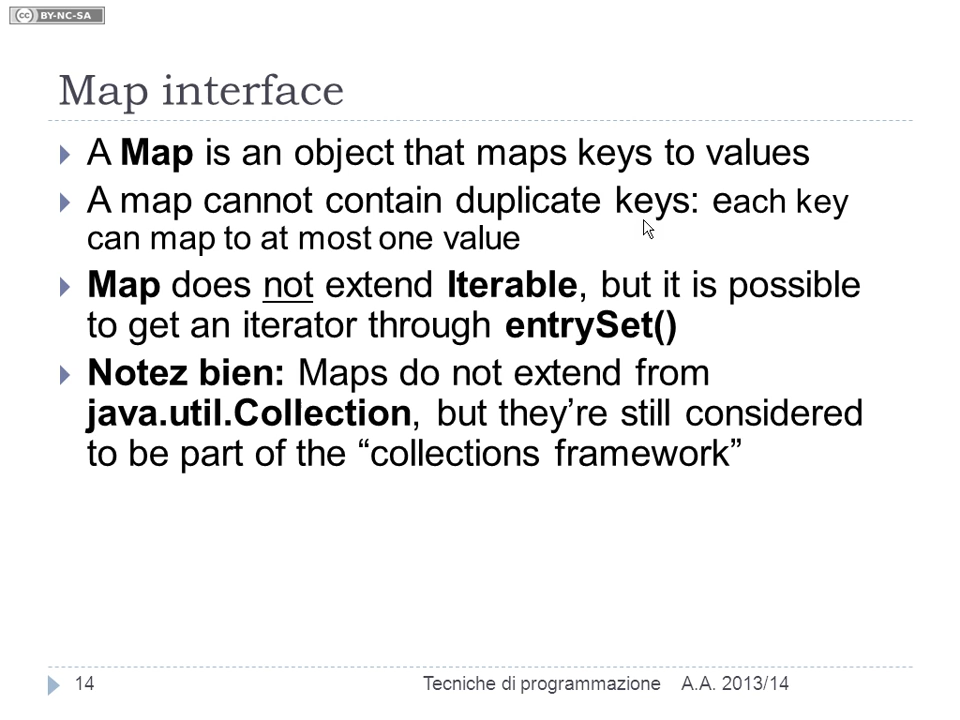 BY-NC-SA
Map interface
A Map is an object that maps keys to values
A map cannot contain duplicate keys: each key
can map to at most one value
Map does not extend Iterable, but it is possible
to get an iterator through entrySet()
Notez bien: Maps do not extend from
java.util.Collection, but they’re still considered
to be part of the “collections framework”
14 Tecniche di programmazione A.A. 2013/14